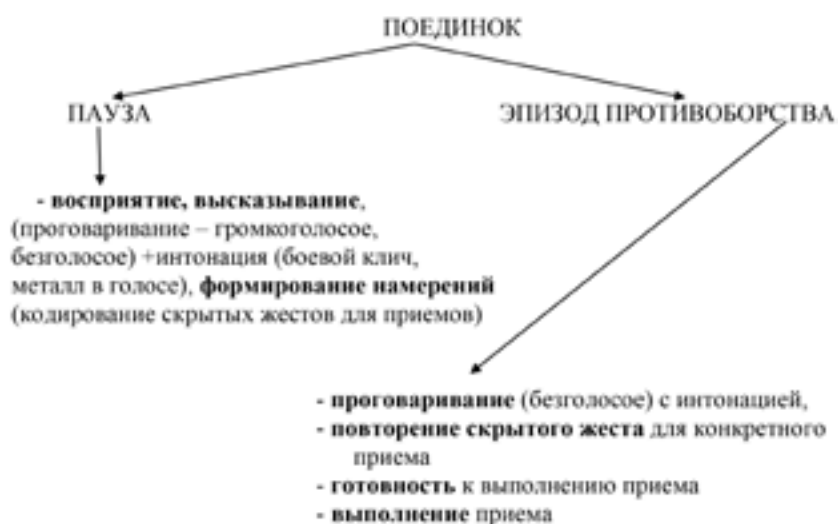 ПОЕДИНОК
ПАУЗА
ЭПИЗОД ПРОТИВОБОРСТВА
- восприятие, высказывание,
(проговаривание – громкоголосое,
безголосое) +интонация (боевой клич,
металл в голосе), формирование намерений
(кодирование скрытых жестов для приемов)
- проговаривание (безголосое) с интонацией,
- повторение скрытого жеста для конкретного
приема
- готовность к выполнению приема
- выполнение приема